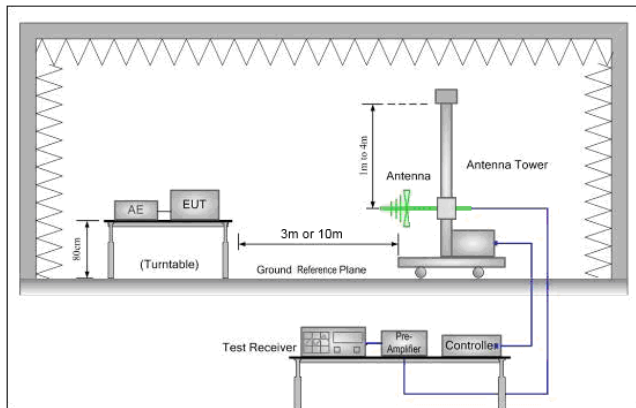 1m to 4m
Antenna
Antenna Tower
AE
EUT
80cm
3m or 10m
(Turntable)
Ground Reference Plane
Test Receiver
Pre-
Amplifier
Controller